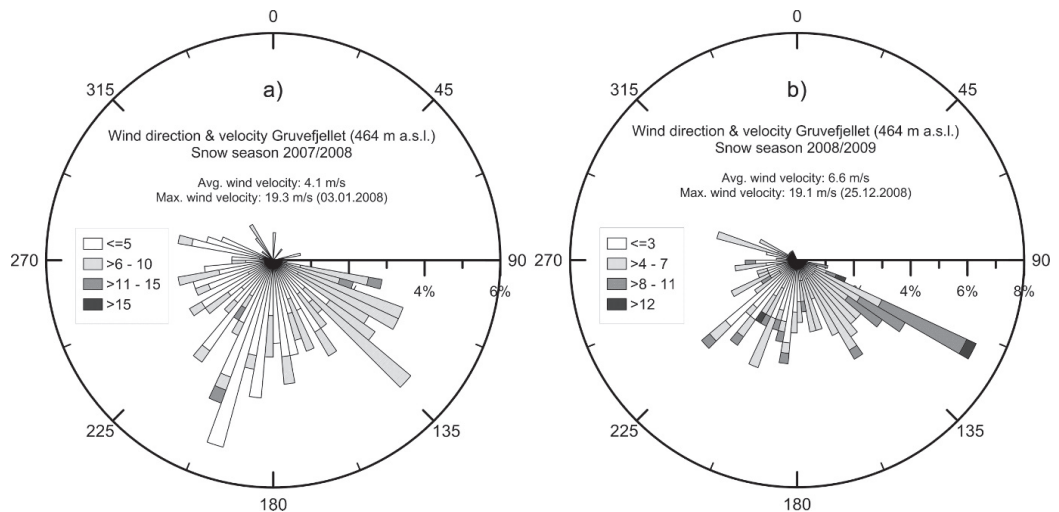 0
45
90
135
180
225
270
315
a)
Wind direction & velocity Gruvefjellet (464 m a.s.l.)
Snow season 2007/2008
Avg. wind velocity: 4.1 m/s
Max. wind velocity: 19.3 m/s (03.01.2008)
<=5
>6 - 10
>11 - 15
>15
4%
6%
0
45
90
135
180
225
270
315
b)
Wind direction & velocity Gruvefjellet (464 m a.s.l.)
Snow season 2008/2009
Avg. wind velocity: 6.6 m/s
Max. wind velocity: 19.1 m/s (25.12.2008)
<=3
>4 - 7
>8 - 11
>12
4%
6%
8%